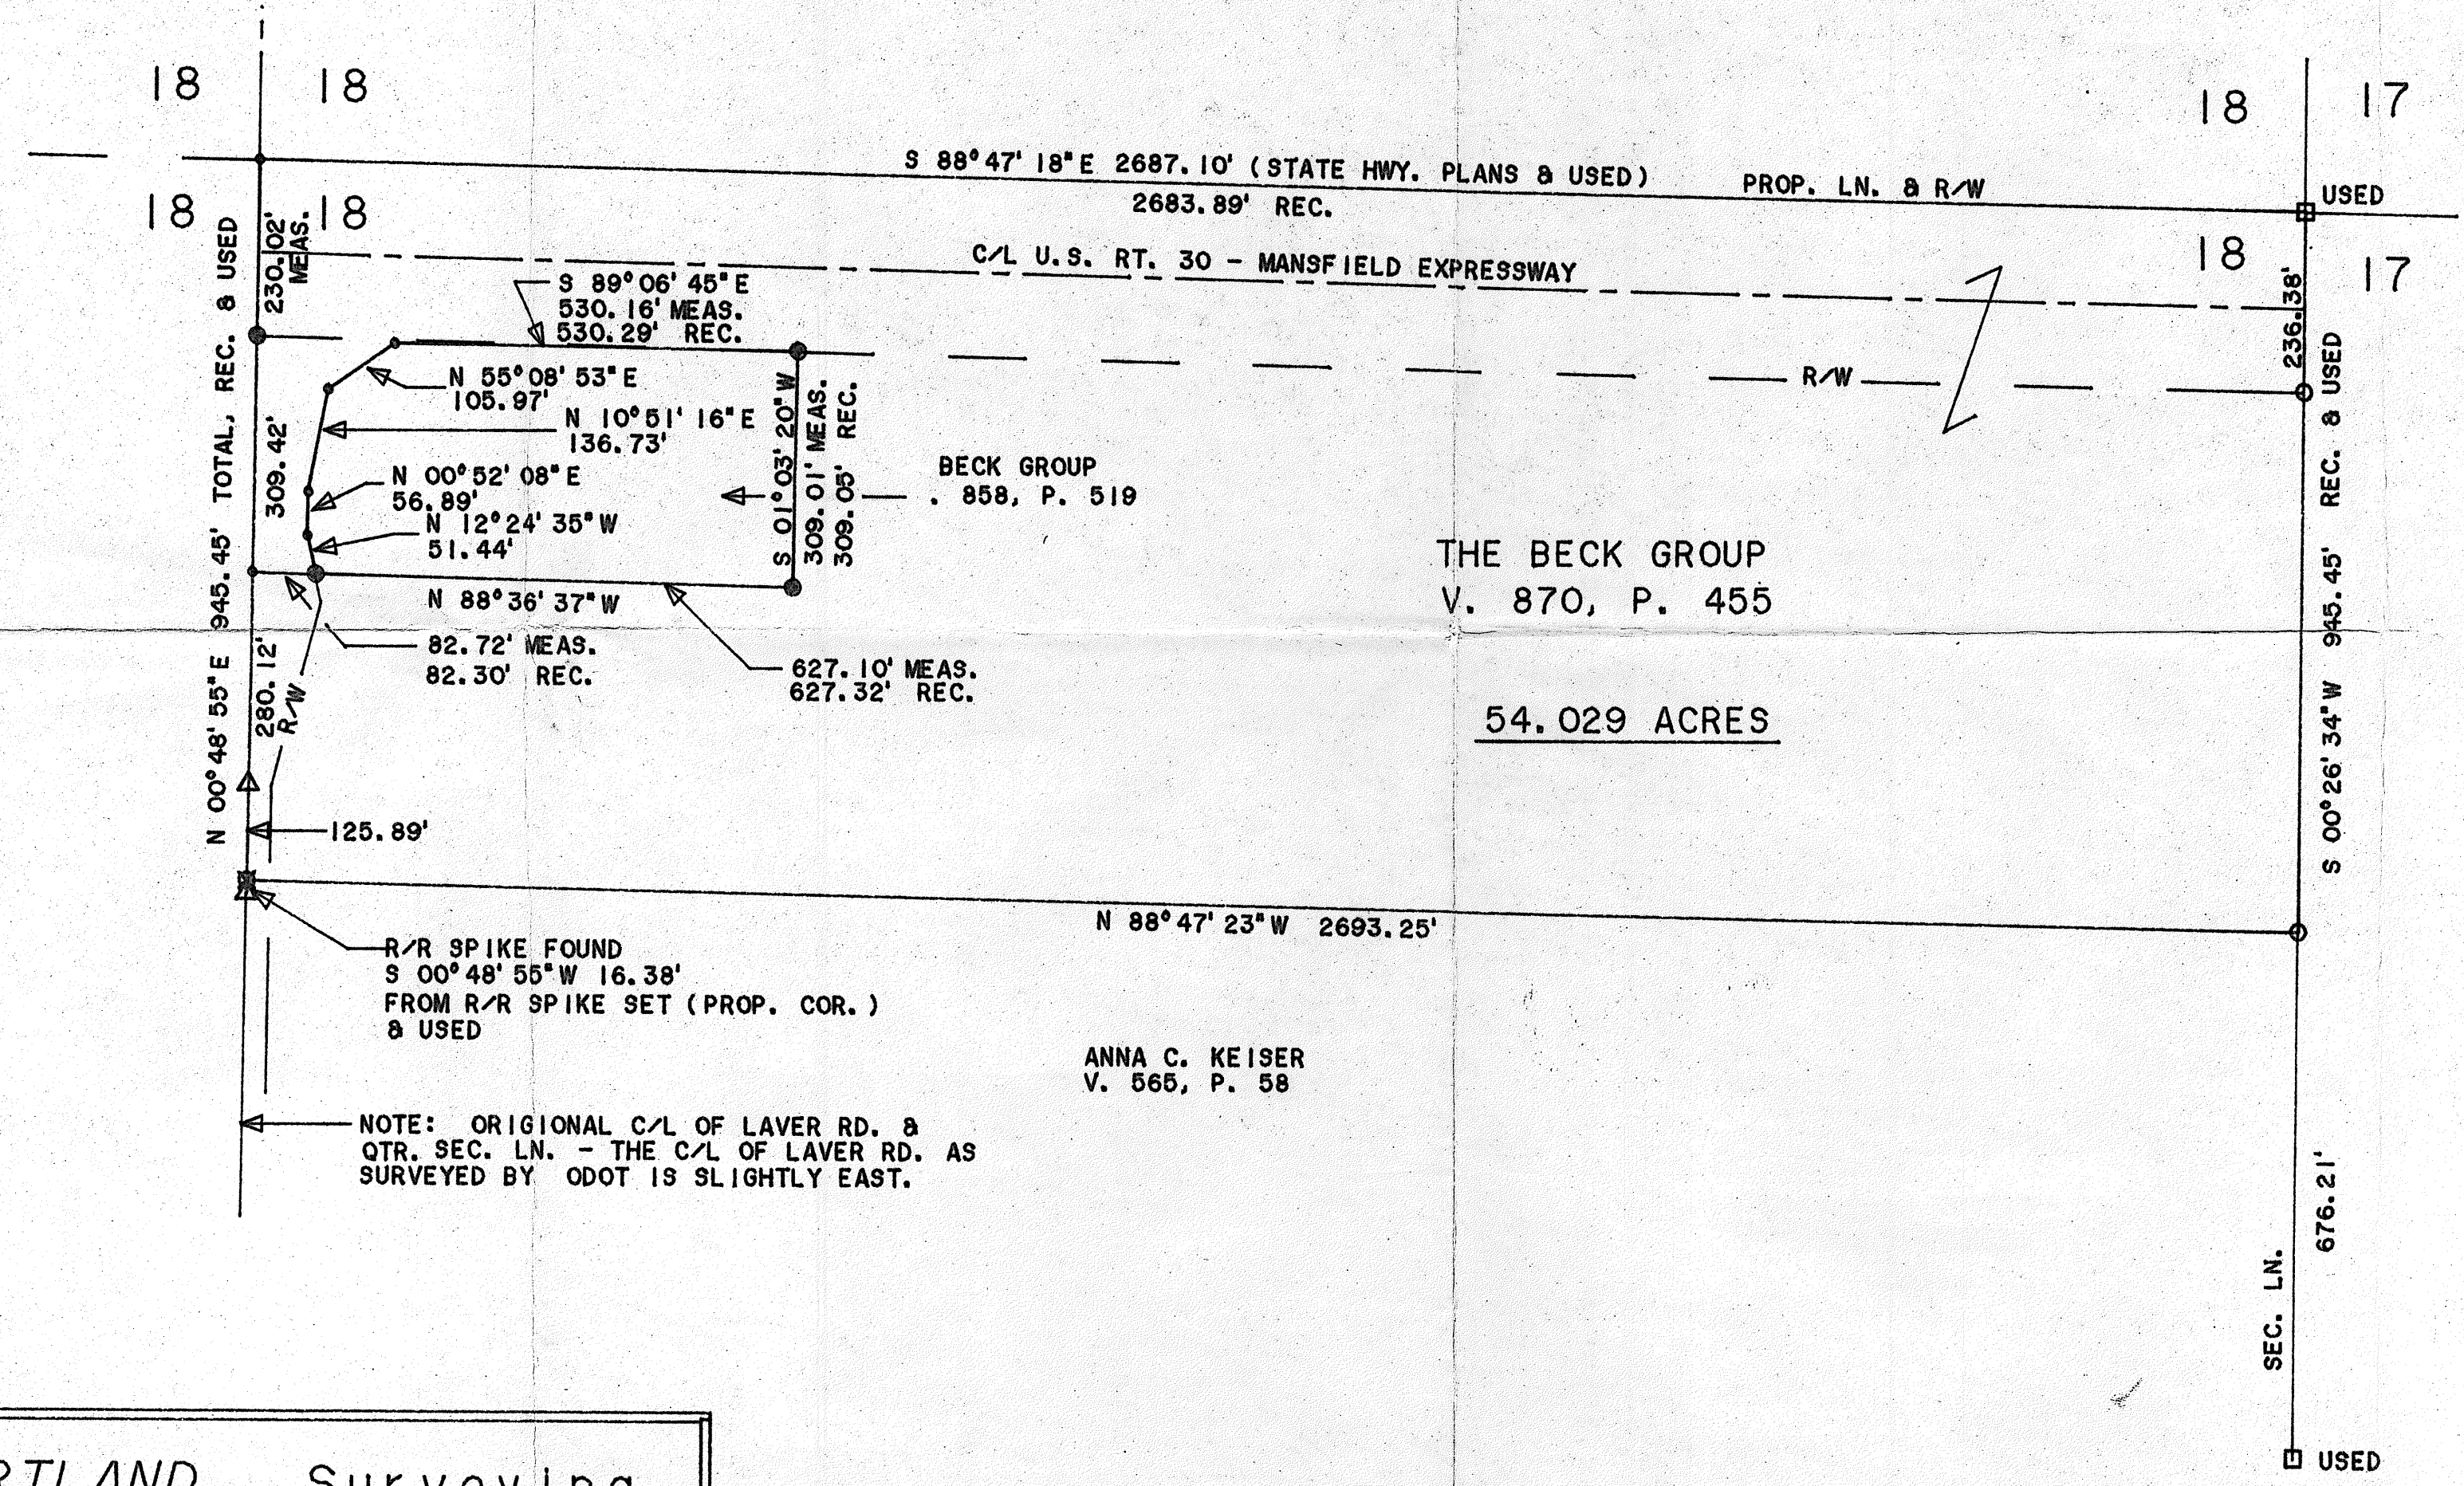 18
18
18
17
S 88°47'18"E 2687.10' (STATE HWY. PLANS & USED)
PROP. LN. & R/W
USED
2683.89' REC.
18
18
18
17
230.02'
MEAS.
C/L U.S. RT. 30 - MANSFIELD EXPRESSWAY
236.38'
S 89°06'45"E
530.16' MEAS.
530.29' REC.
N 55°08'53"E
105.97'
R/W
N 10°51'16"E
136.73'
309.42'
S 01°03'20"W
309.01' MEAS.
309.05' REC.
N 00°52'08"E
56.89'
BECK GROUP
. 858, P. 519
N 12°24'35"W
51.44'
THE BECK GROUP
V. 870, P. 455
N 88°36'37"W
82.72' MEAS.
82.30' REC.
627.10' MEAS.
627.32' REC.
54.029 ACRES
280.12'
R/W
N 00°48'55"E 945.45' TOTAL, REC. & USED
S 00°26'34"W 945.45' REC. & USED
125.89'
N 88°47'23"W 2693.25'
R/R SPIKE FOUND
S 00°48'55"W 16.38'
FROM R/R SPIKE SET (PROP. COR.)
& USED
ANNA C. KEISER
V. 565, P. 58
NOTE: ORIGIONAL C/L OF LAVER RD. &
QTR. SEC. LN. - THE C/L OF LAVER RD. AS
SURVEYED BY ODOT IS SLIGHTLY EAST.
676.21'
SEC. LN.
USED
RTLAND Surveying